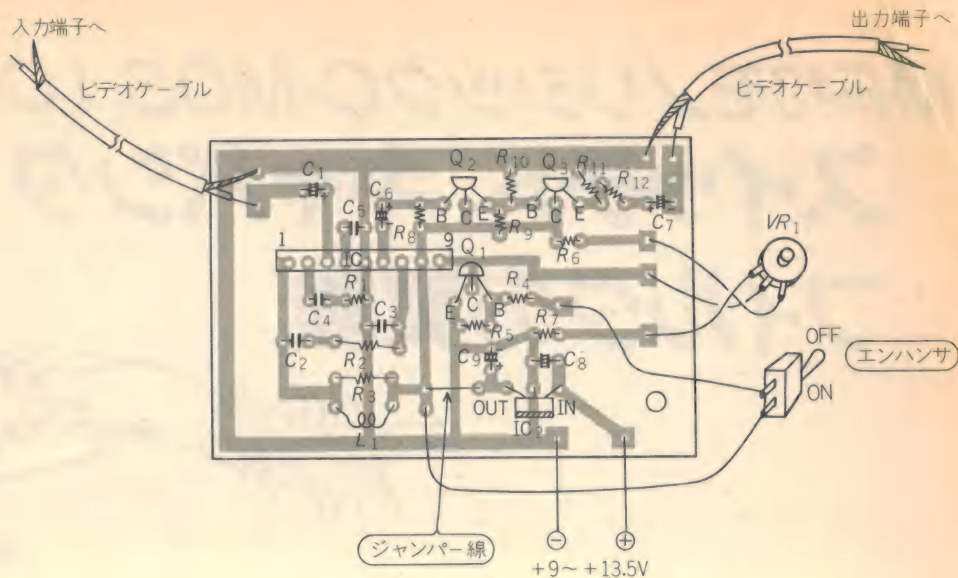 入力端子へ
出力端子へ
ビデオケーブル
ビデオケーブル
C1
Q2
R10
Q3
R11
R12
C6
C5
R8
B C E
R9
B C E
C7
R6
VR1
1
IC1
9
Q1
E C B
R1
C4
C3
R4
R5
R7
C2
R2
C9
C8
R3
L1
OUT
IN
IC2
OFF
ON
エンハンサ
ジャンパー線
⊖
⊕
+9〜+13.5V